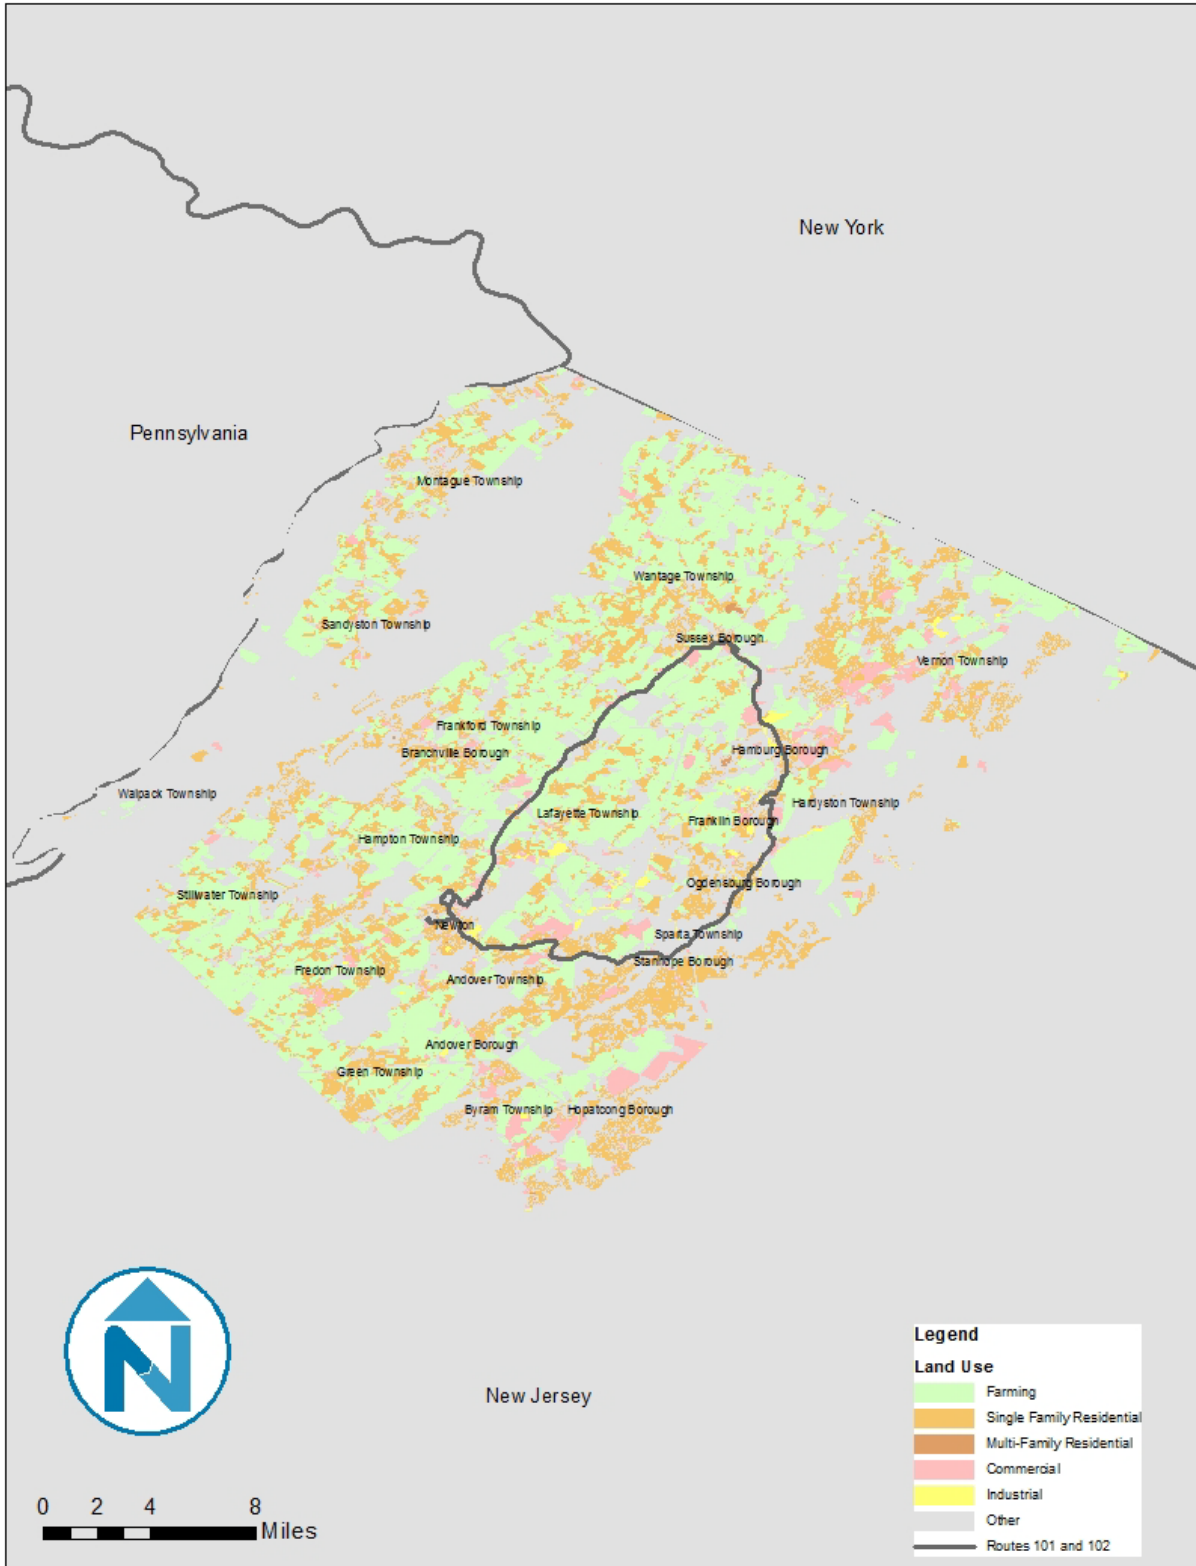 New York
Pennsylvania
Montague Township
Wantage Township
Sandyston Township
Sussex Borough
Vernon Township
Frankford Township
Branchville Borough
Hamburg Borough
Walpack Township
Hardyston Township
Lafayette Township
Franklin Borough
Hampton Township
Ogdensburg Borough
Stillwater Township
Newton
Sparta Township
Stanhope Borough
Fredon Township
Andover Township
Andover Borough
Green Township
Byram Township
Hopatcong Borough
N
New Jersey
Legend
Land Use
Farming
Single Family Residential
Multi-Family Residential
Commercial
Industrial
Other
Routes 101 and 102
0 2 4 8
Miles